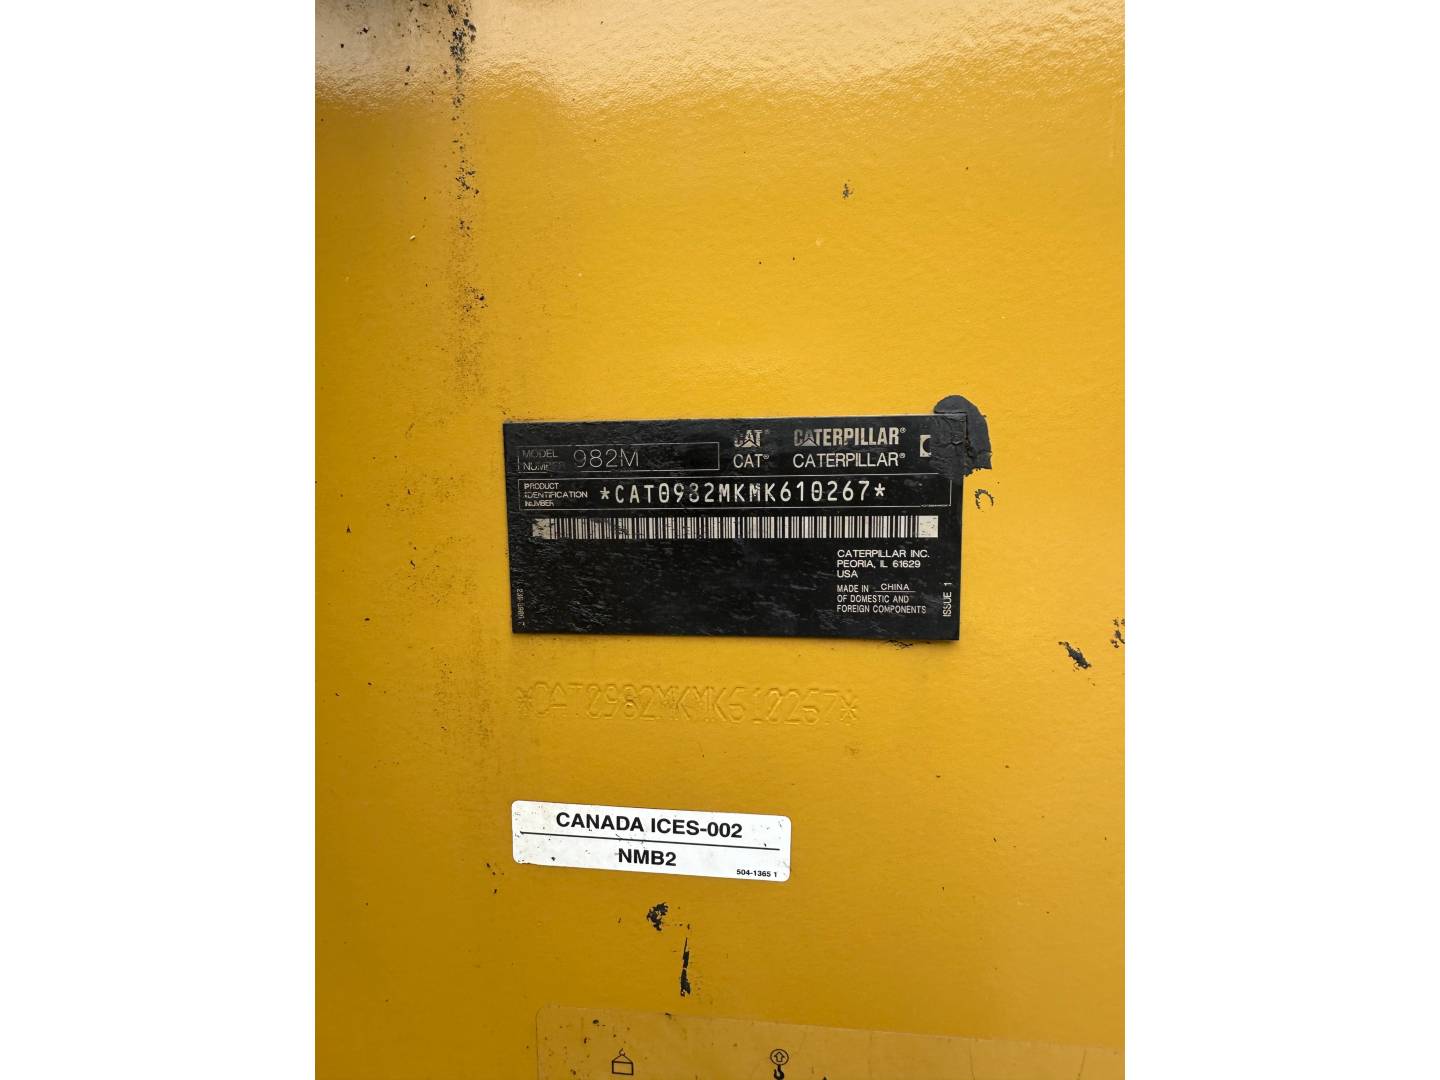 MODEL NUMBER 982M
CAT® CATERPILLAR®
CAT® CATERPILLAR®
PRODUCT IDENTIFICATION NUMBER *CAT0982MKMK610267*
CATERPILLAR INC.
PEORIA, IL 61629
USA
MADE IN CHINA
OF DOMESTIC AND
FOREIGN COMPONENTS
ISSUE 1
*CAT0982MKMK610267*
CANADA ICES-002
NMB2
504-1365 1